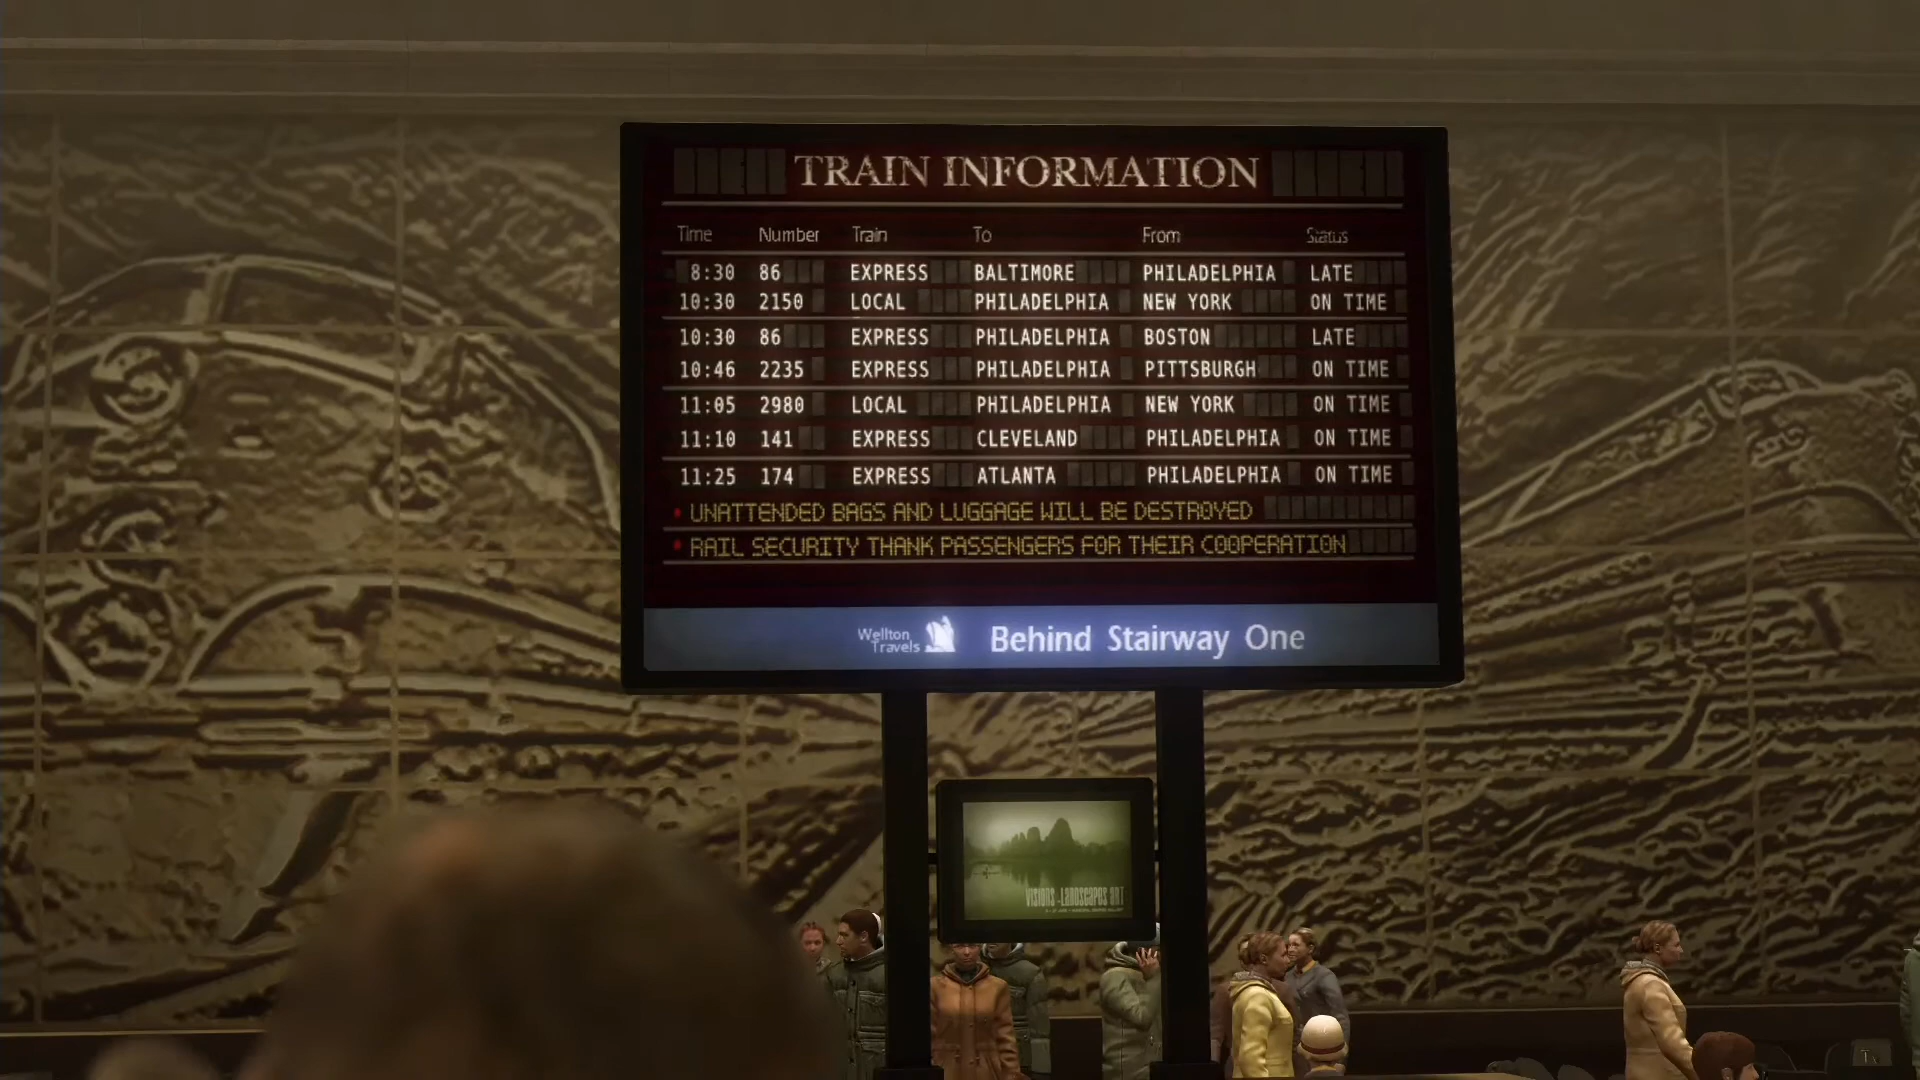 TRAIN INFORMATION
Time Number Train To From Status
8:30 86 EXPRESS BALTIMORE PHILADELPHIA LATE
10:30 2150 LOCAL PHILADELPHIA NEW YORK ON TIME
10:30 86 EXPRESS PHILADELPHIA BOSTON LATE
10:46 2235 EXPRESS PHILADELPHIA PITTSBURGH ON TIME
11:05 2980 LOCAL PHILADELPHIA NEW YORK ON TIME
11:10 141 EXPRESS CLEVELAND PHILADELPHIA ON TIME
11:25 174 EXPRESS ATLANTA PHILADELPHIA ON TIME
UNATTENDED BAGS AND LUGGAGE WILL BE DESTROYED
RAIL SECURITY THANK PASSENGERS FOR THEIR COOPERATION
Wellton Travels Behind Stairway One
VISIONS-LANDSCAPES ART